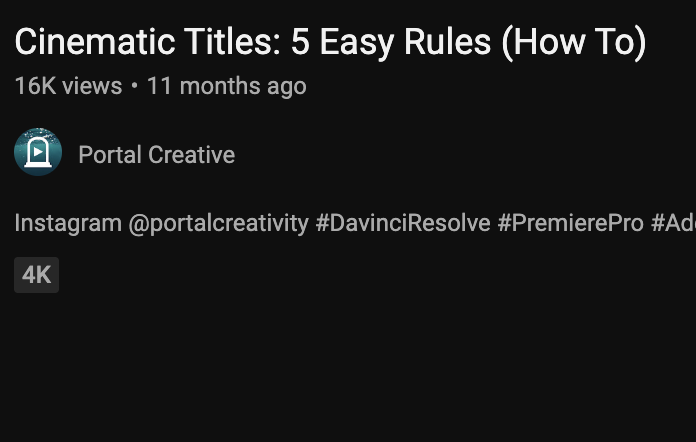 Cinematic Titles: 5 Easy Rules (How To)
16K views • 11 months ago
Portal Creative
Instagram @portalcreativity #DavinciResolve #PremierePro #Ad
4K